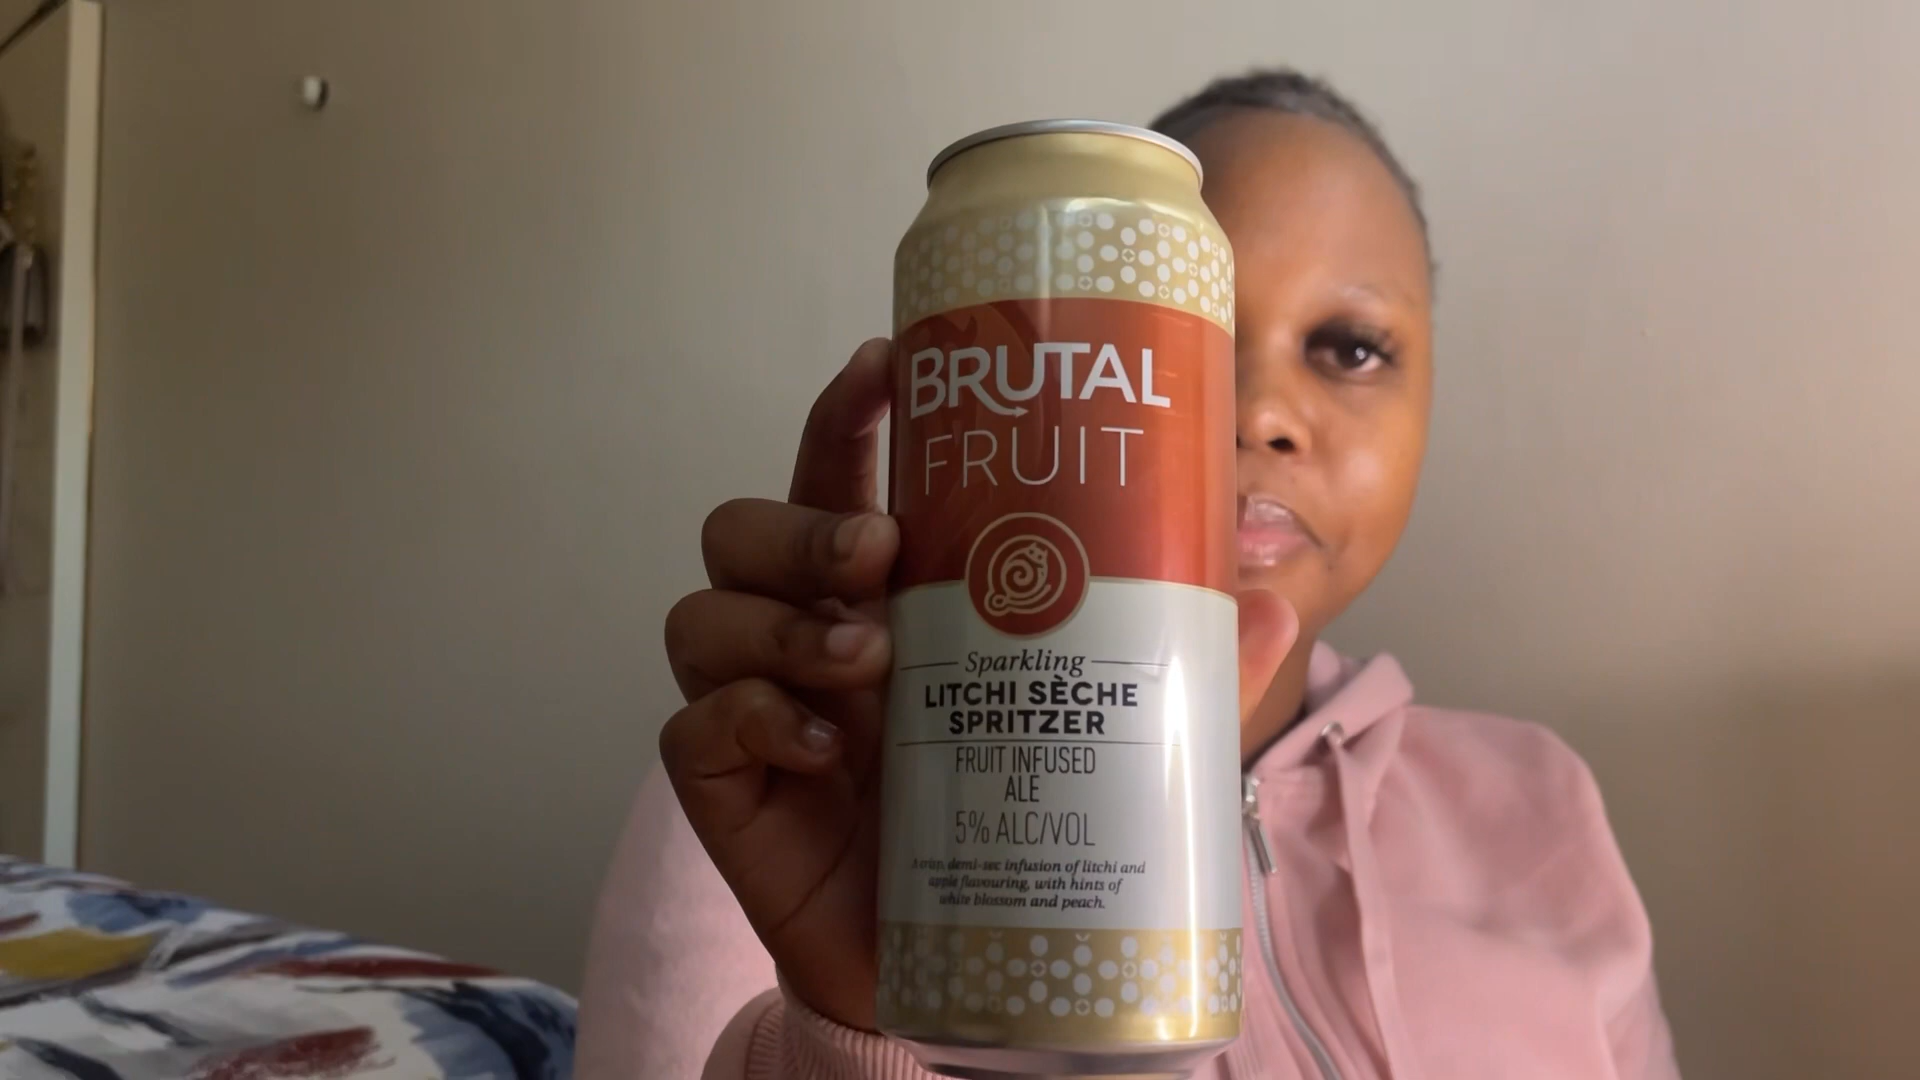 BRUTAL
FRUIT
Sparkling
LITCHI SÈCHE
SPRITZER
FRUIT INFUSED
ALE
5% ALC/VOL
A crisp, demi-sec infusion of litchi and
apple flavouring, with hints of
white blossom and peach.